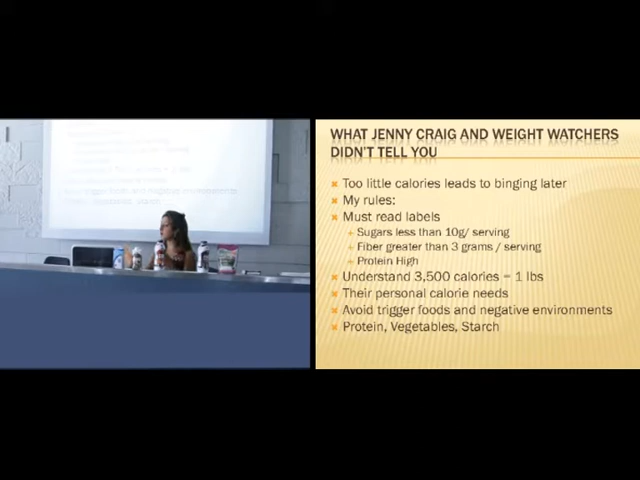 WHAT JENNY CRAIG AND WEIGHT WATCHERS
DIDN'T TELL YOU
Too little calories leads to binging later
My rules:
Must read labels
Sugars less than 10g/ serving
Fiber greater than 3 grams / serving
Protein High
Understand 3,500 calories = 1 lbs
Their personal calorie needs
Avoid trigger foods and negative environments
Protein, Vegetables, Starch